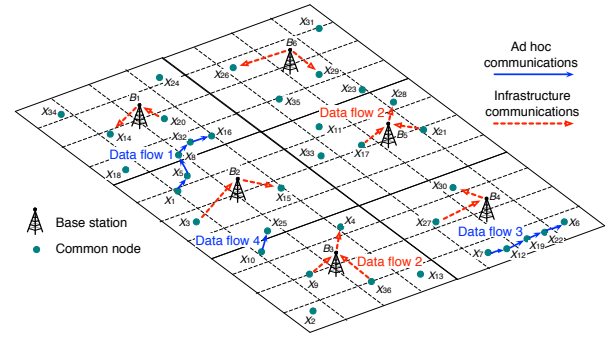 X31
B6
Ad hoc
communications
X26
X29
X24
X23
X28
Infrastructure
communications
B1
X35
Data flow 2
X34
X20
X11
B5
X21
X14
X32
X16
X17
Data flow 1
X8
X33
X18
X5
B2
X30
B4
X1
X15
Base station
X3
X25
X4
X27
X6
Common node
Data flow 4
B3
Data flow 3
X22
X19
X10
X7
X12
Data flow 2
X9
X36
X13
X2